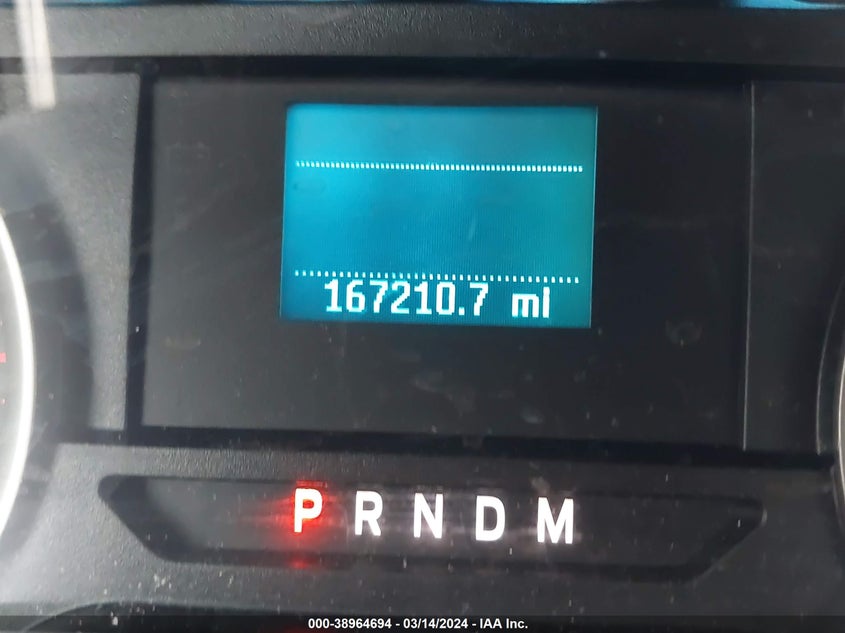 167210.7 mi
P R N D M
000-38964694 - 03/14/2024 - IAA Inc.